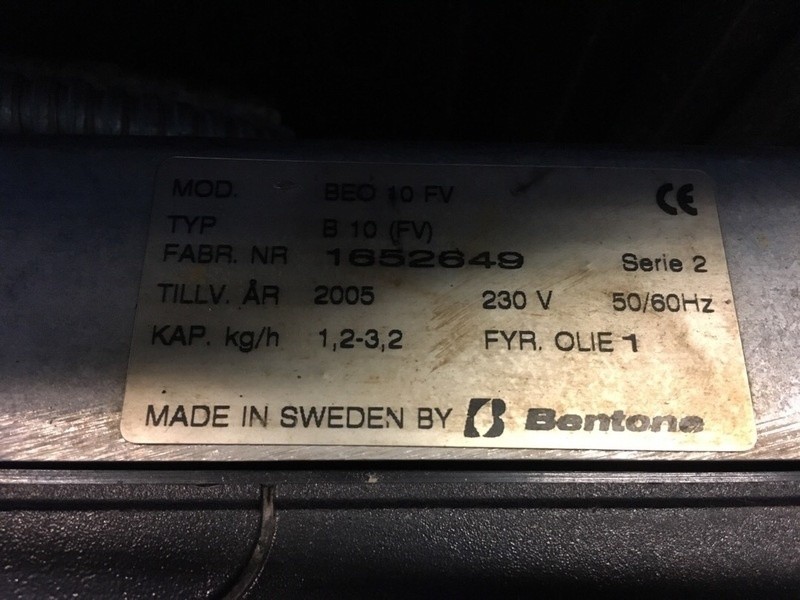 MOD. BEO 10 FV CE
TYP B 10 (FV)
FABR. NR 1652649 Serie 2
TILLV. ÅR 2005 230 V 50/60Hz
KAP. kg/h 1,2-3,2 FYR. OLIE 1
MADE IN SWEDEN BY Bentone